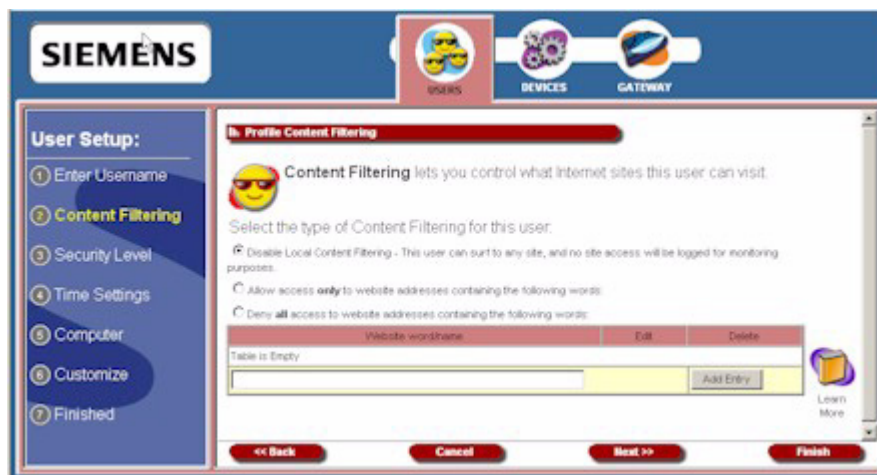 SIEMENS
USERS
DEVICES
GATEWAY
User Setup:
1 Enter Username
2 Content Filtering
3 Security Level
4 Time Settings
5 Computer
6 Customize
7 Finished
Profile Content Filtering
Content Filtering lets you control what Internet sites this user can visit.
Select the type of Content Filtering for this user:
Disable Local Content Filtering - This user can surf to any site, and no site access will be logged for monitoring
purposes.
Allow access only to website addresses containing the following words:
Deny all access to website addresses containing the following words:
Website word/name Edit Delete
Table is Empty
Add Entry
Learn
More
<< Back Cancel Next >> Finish